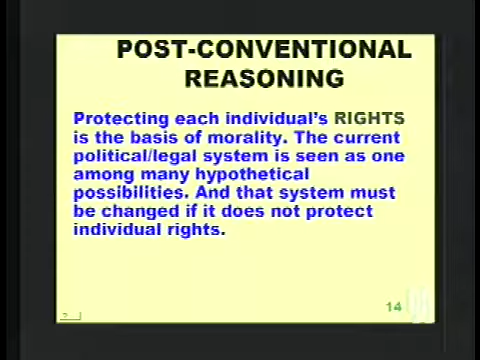 POST-CONVENTIONAL
REASONING
Protecting each individual's RIGHTS
is the basis of morality. The current
political/legal system is seen as one
among many hypothetical
possibilities. And that system must
be changed if it does not protect
individual rights.
14